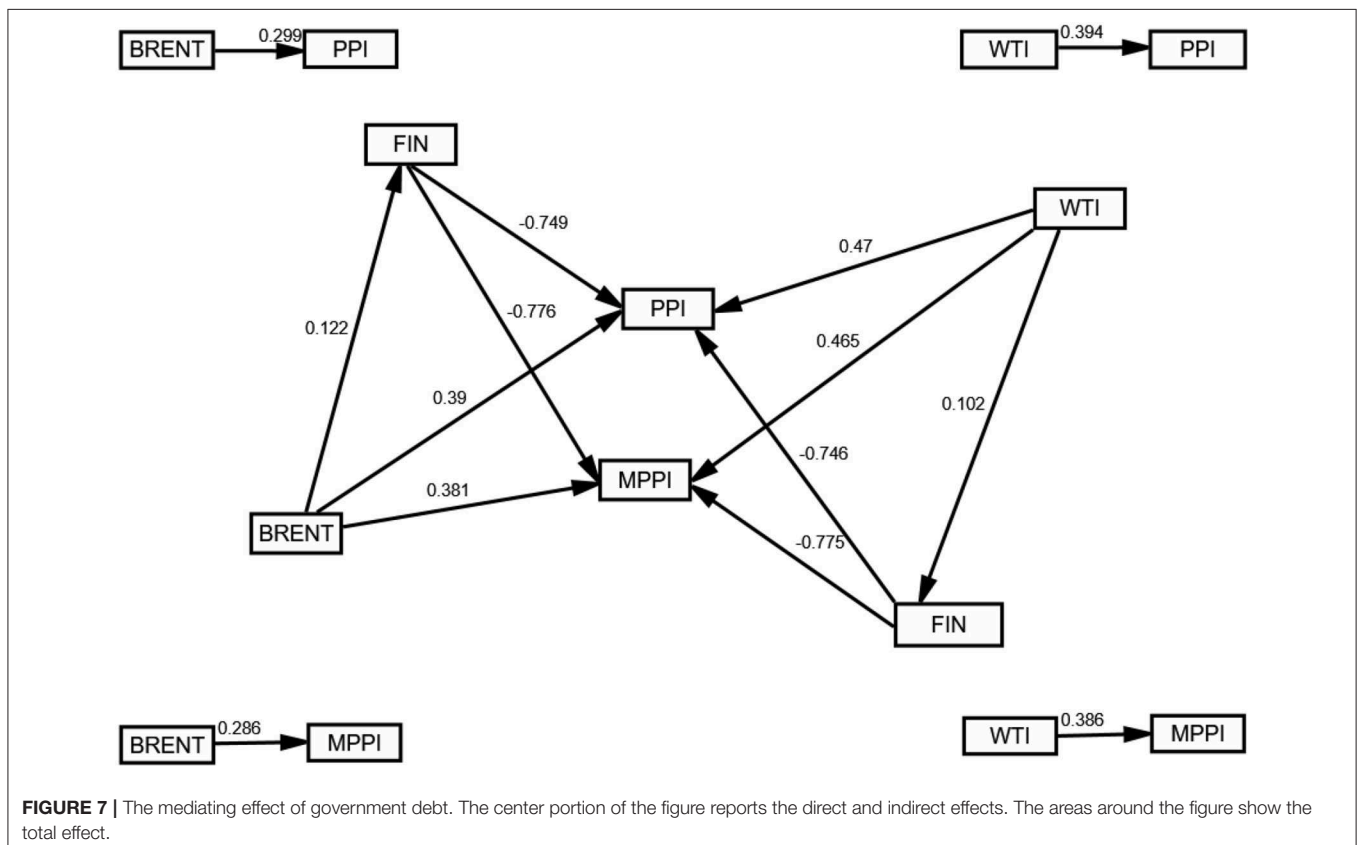 0.299
BRENT
PPI
0.394
WTI
PPI
FIN
WTI
-0.749
0.47
PPI
-0.776
0.122
0.465
0.39
0.102
-0.746
MPPI
0.381
BRENT
-0.775
FIN
0.286
BRENT
MPPI
0.386
WTI
MPPI
FIGURE 7 | The mediating effect of government debt. The center portion of the figure reports the direct and indirect effects. The areas around the figure show the
total effect.